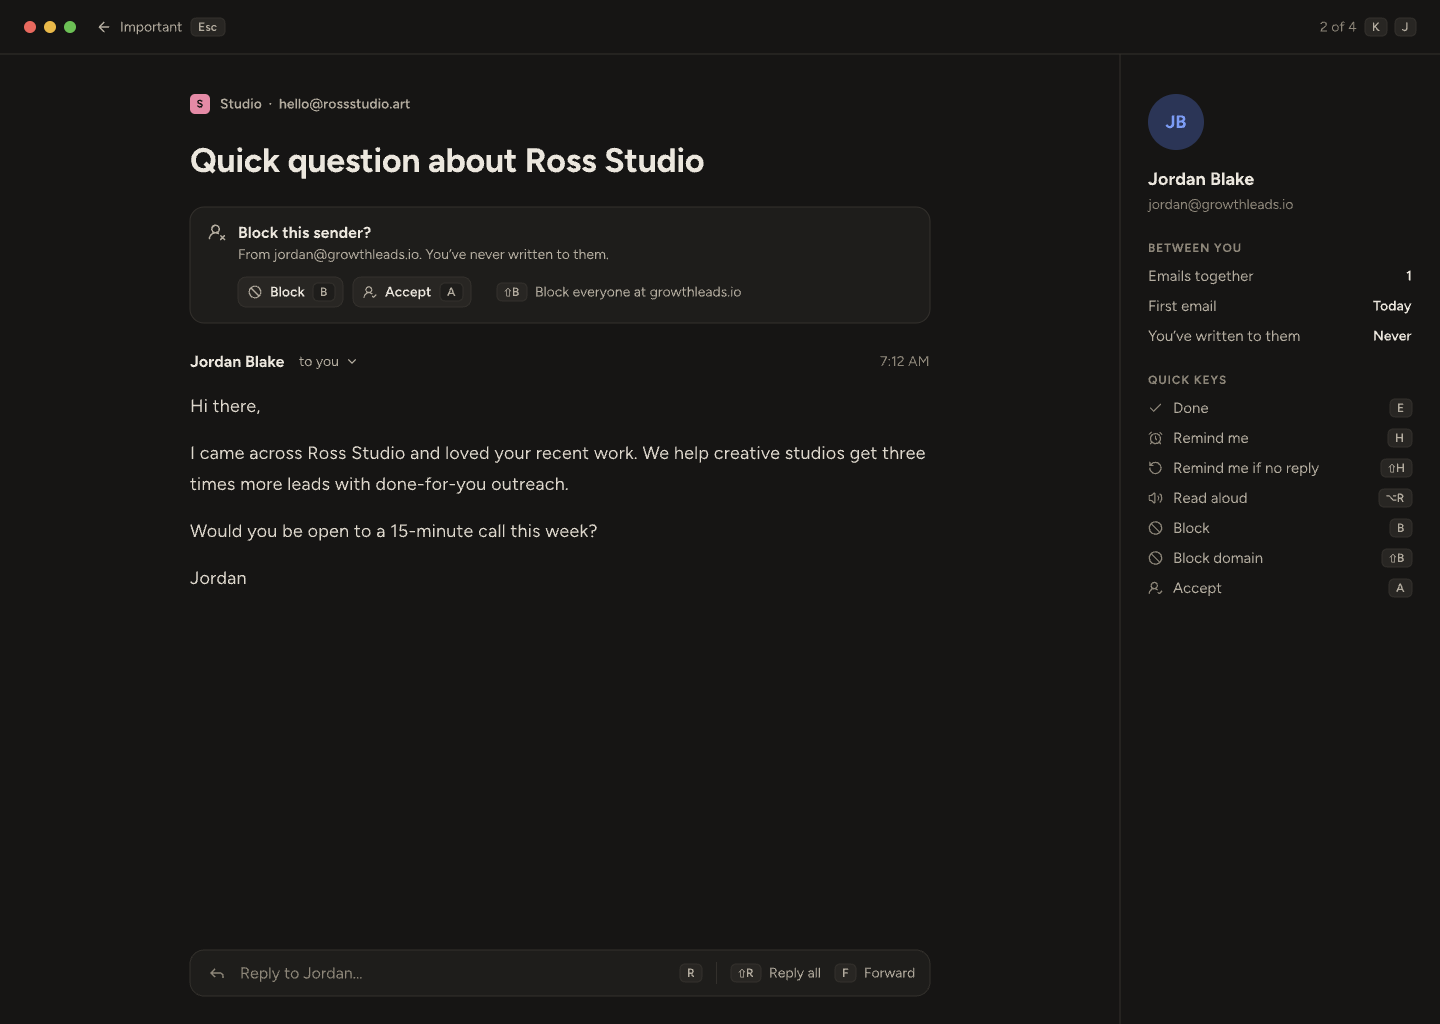 Important Esc
2 of 4 K J
S Studio · hello@rossstudio.art
Quick question about Ross Studio
Block this sender?
From jordan@growthleads.io. You’ve never written to them.
Block B Accept A ⇧B Block everyone at growthleads.io
Jordan Blake to you 7:12 AM
Hi there,
I came across Ross Studio and loved your recent work. We help creative studios get three
times more leads with done-for-you outreach.
Would you be open to a 15-minute call this week?
Jordan
Reply to Jordan... R ⇧R Reply all F Forward
JB
Jordan Blake
jordan@growthleads.io
BETWEEN YOU
Emails together 1
First email Today
You’ve written to them Never
QUICK KEYS
Done E
Remind me H
Remind me if no reply ⇧H
Read aloud ⌥R
Block B
Block domain ⇧B
Accept A